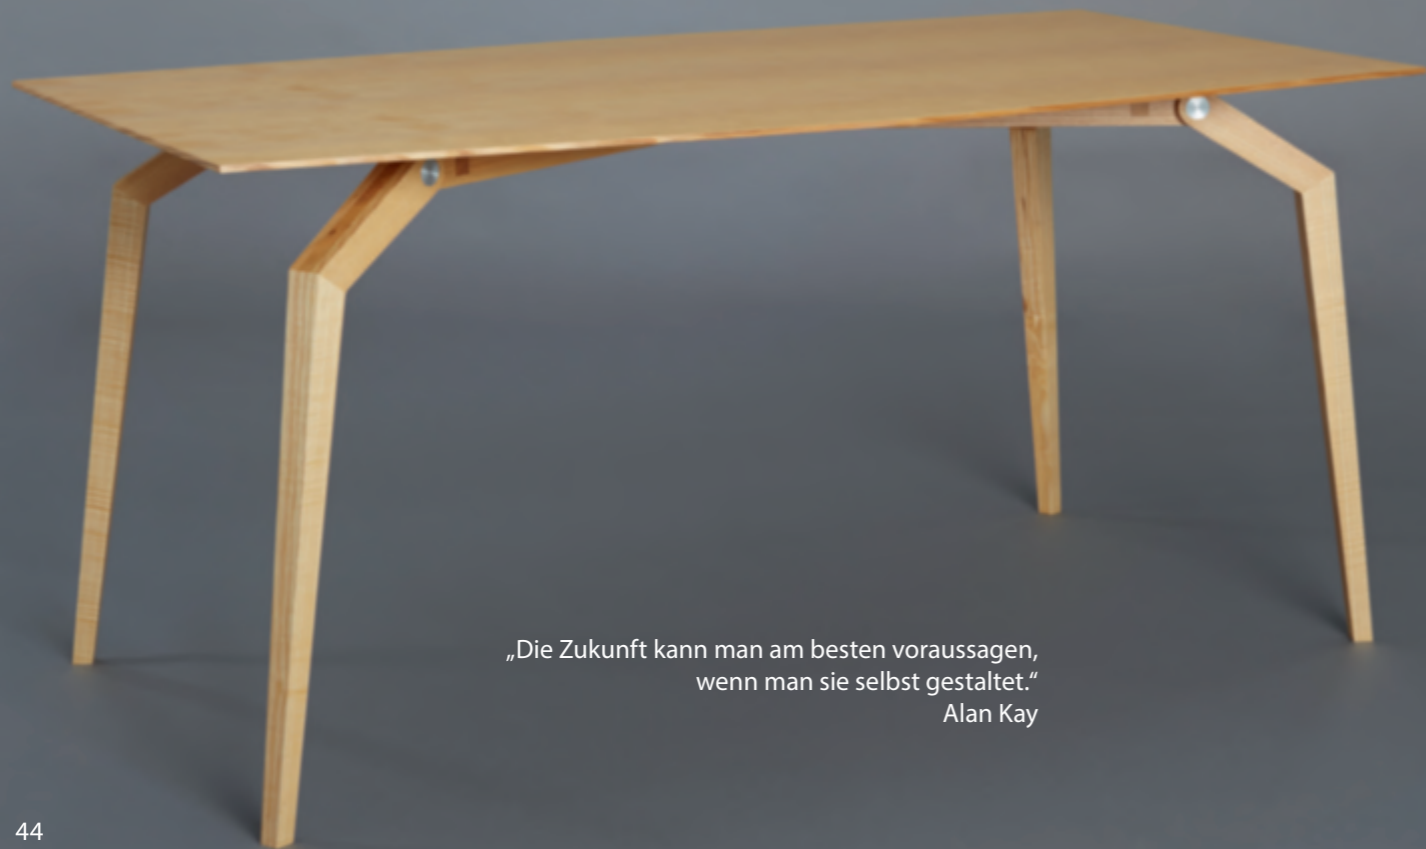 „Die Zukunft kann man am besten voraussagen,
wenn man sie selbst gestaltet.“
Alan Kay
44